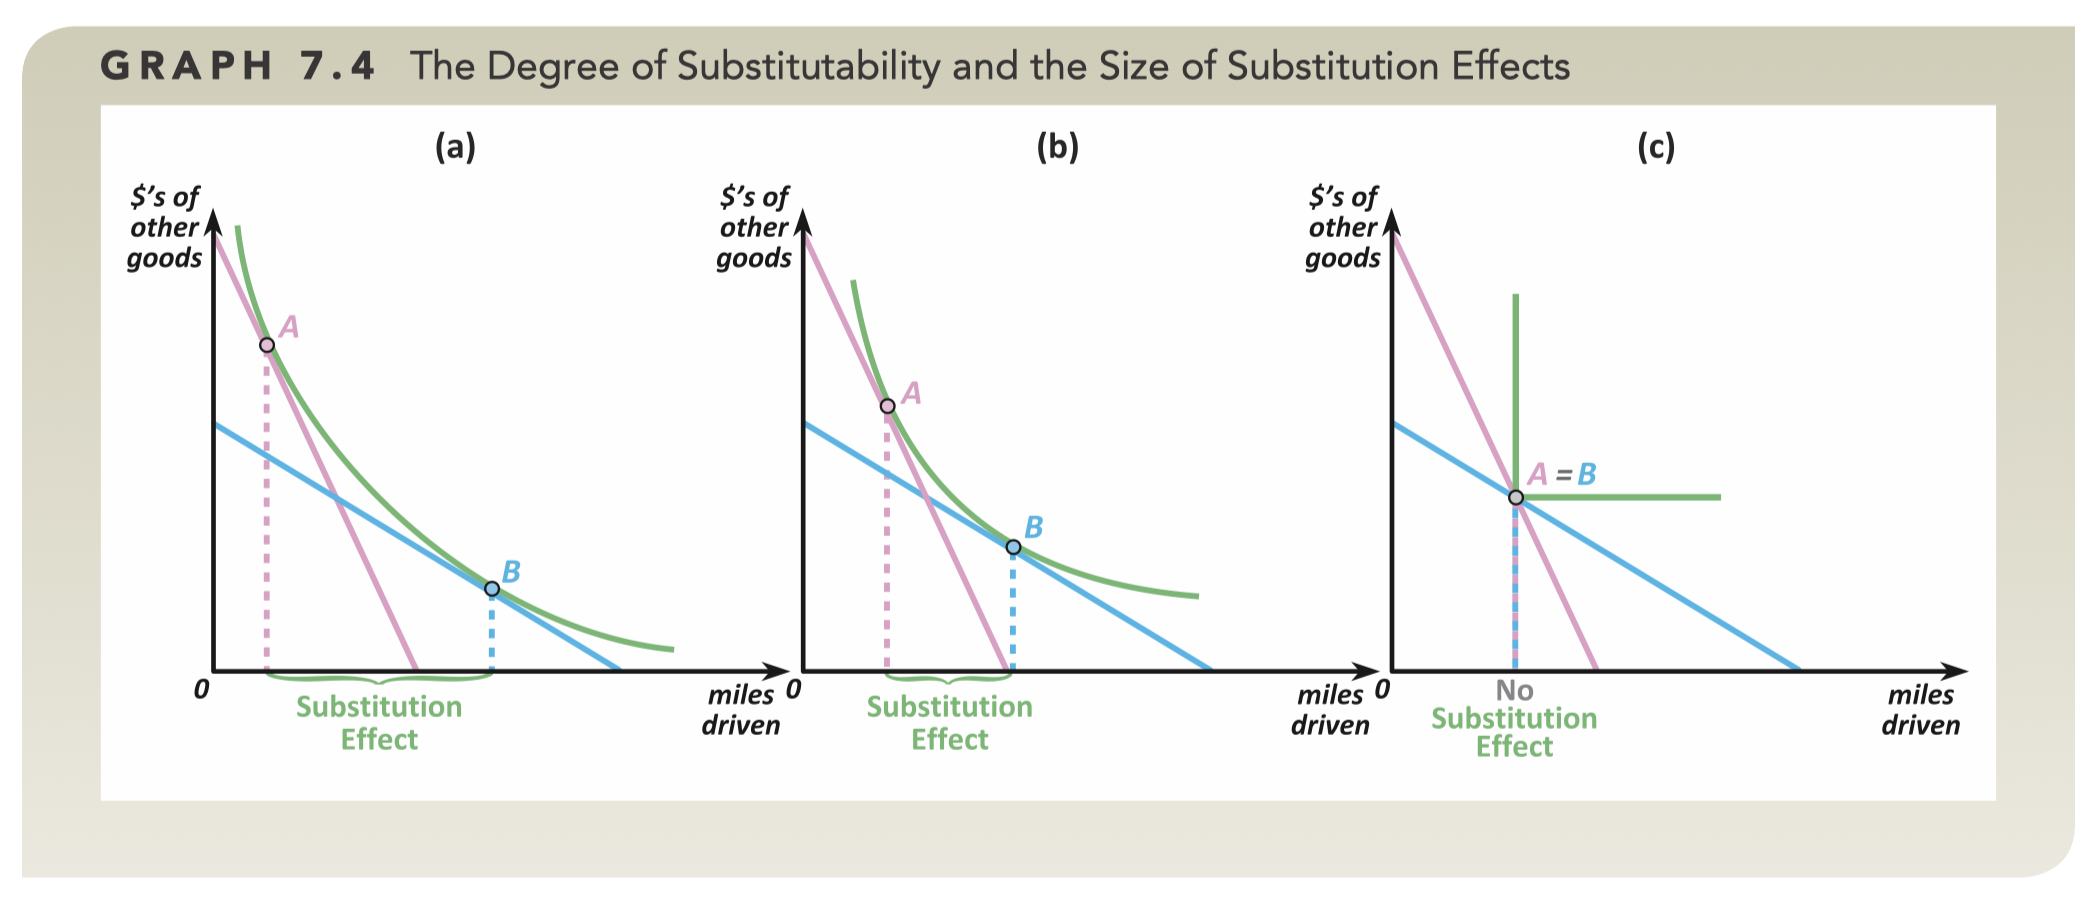 GRAPH 7.4 The Degree of Substitutability and the Size of Substitution Effects
(a)
$'s of
other
goods
A
B
0
miles
driven
Substitution
Effect
(b)
$'s of
other
goods
A
B
0
miles
driven
Substitution
Effect
(c)
$'s of
other
goods
A = B
0
miles
driven
No
Substitution
Effect